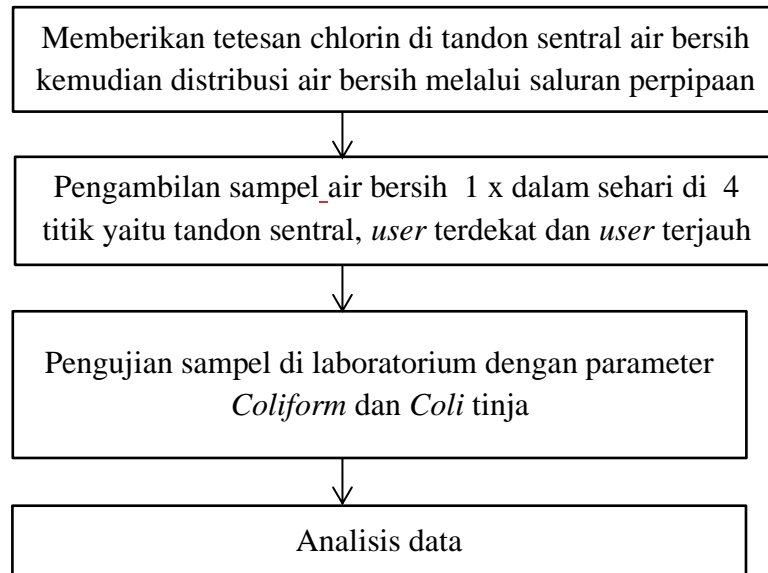 Memberikan tetesan chlorin di tandon sentral air bersih
kemudian distribusi air bersih melalui saluran perpipaan
Pengambilan sampel air bersih 1 x dalam sehari di 4
titik yaitu tandon sentral, user terdekat dan user terjauh
Pengujian sampel di laboratorium dengan parameter
Coliform dan Coli tinja
Analisis data